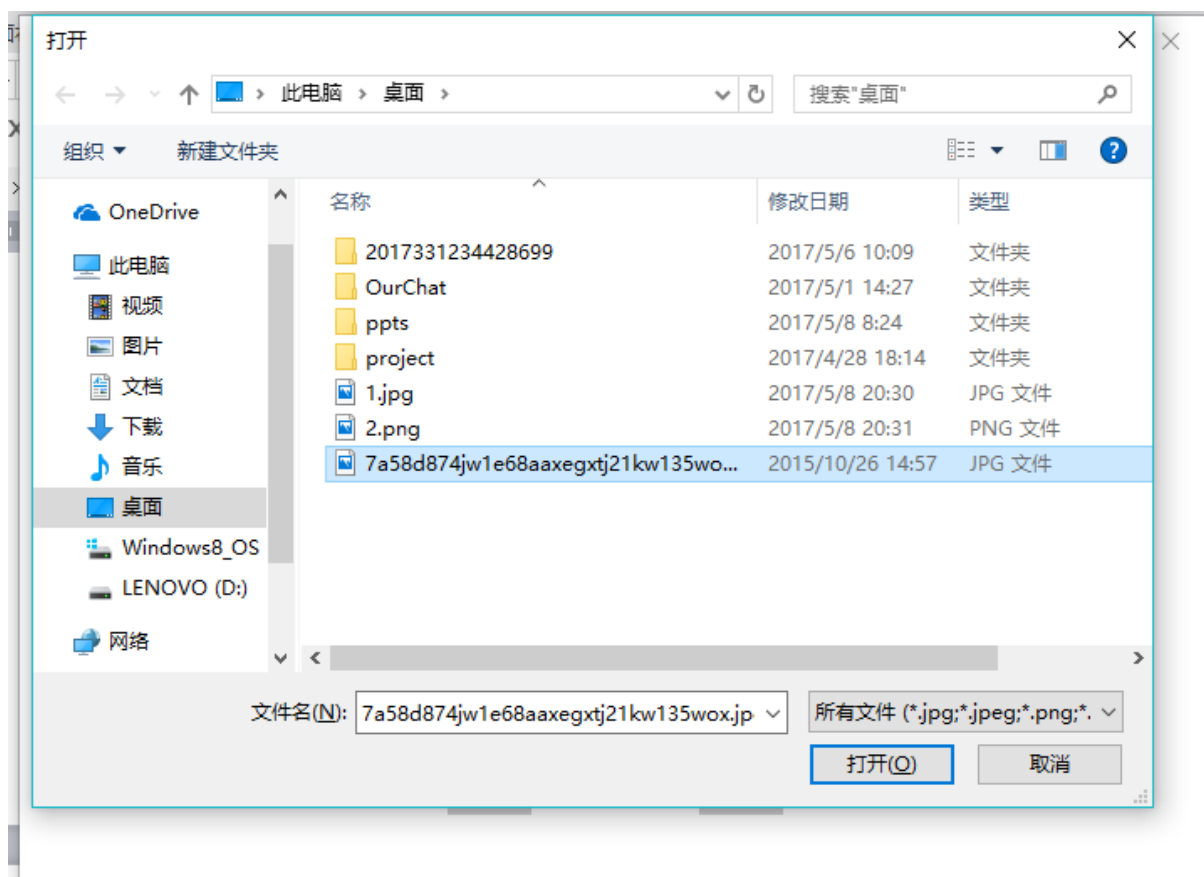 打开
此电脑 › 桌面 ›
搜索"桌面"
组织
新建文件夹
名称 修改日期 类型
OneDrive
此电脑
视频
图片
文档
下载
音乐
桌面
Windows8_OS
LENOVO (D:)
网络
2017331234428699 2017/5/6 10:09 文件夹
OurChat 2017/5/1 14:27 文件夹
ppts 2017/5/8 8:24 文件夹
project 2017/4/28 18:14 文件夹
1.jpg 2017/5/8 20:30 JPG 文件
2.png 2017/5/8 20:31 PNG 文件
7a58d874jw1e68aaxegxtj21kw135wo... 2015/10/26 14:57 JPG 文件
文件名(N): 7a58d874jw1e68aaxegxtj21kw135wox.jp
所有文件 (*.jpg;*.jpeg;*.png;*.
打开(O) 取消